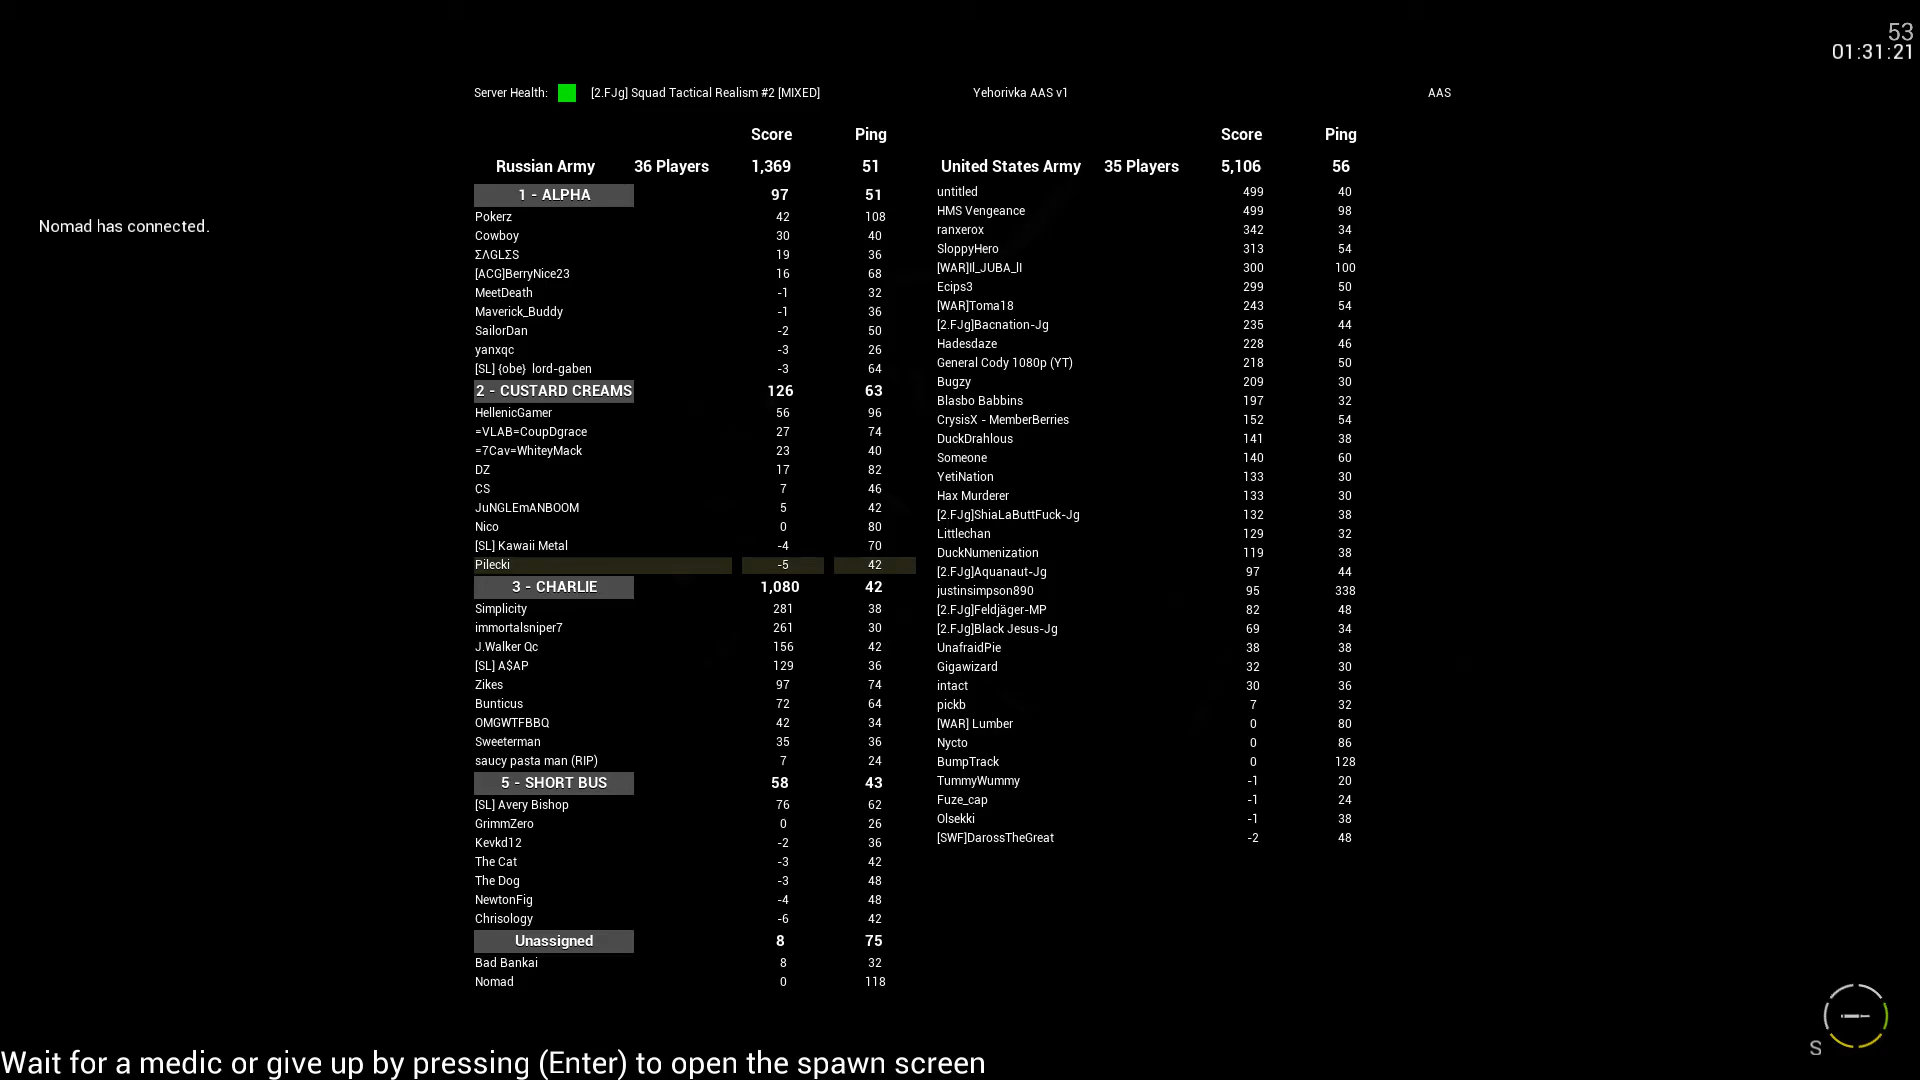 53
01:31:21
Server Health: [2.FJg] Squad Tactical Realism #2 [MIXED] Yehorivka AAS v1 AAS
Nomad has connected.
Score Ping
Russian Army 36 Players 1,369 51
1 - ALPHA 97 51
Pokerz 42 108
Cowboy 30 40
ΣΛGLΣS 19 36
[ACG]BerryNice23 16 68
MeetDeath -1 32
Maverick_Buddy -1 36
SailorDan -2 50
yanxqc -3 26
[SL] {obe} lord-gaben -3 64
2 - CUSTARD CREAMS 126 63
HellenicGamer 56 96
=VLAB=CoupDgrace 27 74
=7Cav=WhiteyMack 23 40
DZ 17 82
CS 7 46
JuNGLEmANBOOM 5 42
Nico 0 80
[SL] Kawaii Metal -4 70
Pilecki -5 42
3 - CHARLIE 1,080 42
Simplicity 281 38
immortalsniper7 261 30
J.Walker Qc 156 42
[SL] A$AP 129 36
Zikes 97 74
Bunticus 72 64
OMGWTFBBQ 42 34
Sweeterman 35 36
saucy pasta man (RIP) 7 24
5 - SHORT BUS 58 43
[SL] Avery Bishop 76 62
GrimmZero 0 26
Kevkd12 -2 36
The Cat -3 42
The Dog -3 48
NewtonFig -4 48
Chrisology -6 42
Unassigned 8 75
Bad Bankai 8 32
Nomad 0 118
Score Ping
United States Army 35 Players 5,106 56
untitled 499 40
HMS Vengeance 499 98
ranxerox 342 34
SloppyHero 313 54
[WAR]Il_JUBA_lI 300 100
Ecips3 299 50
[WAR]Toma18 243 54
[2.FJg]Bacnation-Jg 235 44
Hadesdaze 228 46
General Cody 1080p (YT) 218 50
Bugzy 209 30
Blasbo Babbins 197 32
CrysisX - MemberBerries 152 54
DuckDrahlous 141 38
Someone 140 60
YetiNation 133 30
Hax Murderer 133 30
[2.FJg]ShiaLaButtFuck-Jg 132 38
Littlechan 129 32
DuckNumenization 119 38
[2.FJg]Aquanaut-Jg 97 44
justinsimpson890 95 338
[2.FJg]Feldjäger-MP 82 48
[2.FJg]Black Jesus-Jg 69 34
UnafraidPie 38 38
Gigawizard 32 30
intact 30 36
pickb 7 32
[WAR] Lumber 0 80
Nycto 0 86
BumpTrack 0 128
TummyWummy -1 20
Fuze_cap -1 24
Olsekki -1 38
[SWF]DarossTheGreat -2 48
S
Wait for a medic or give up by pressing (Enter) to open the spawn screen